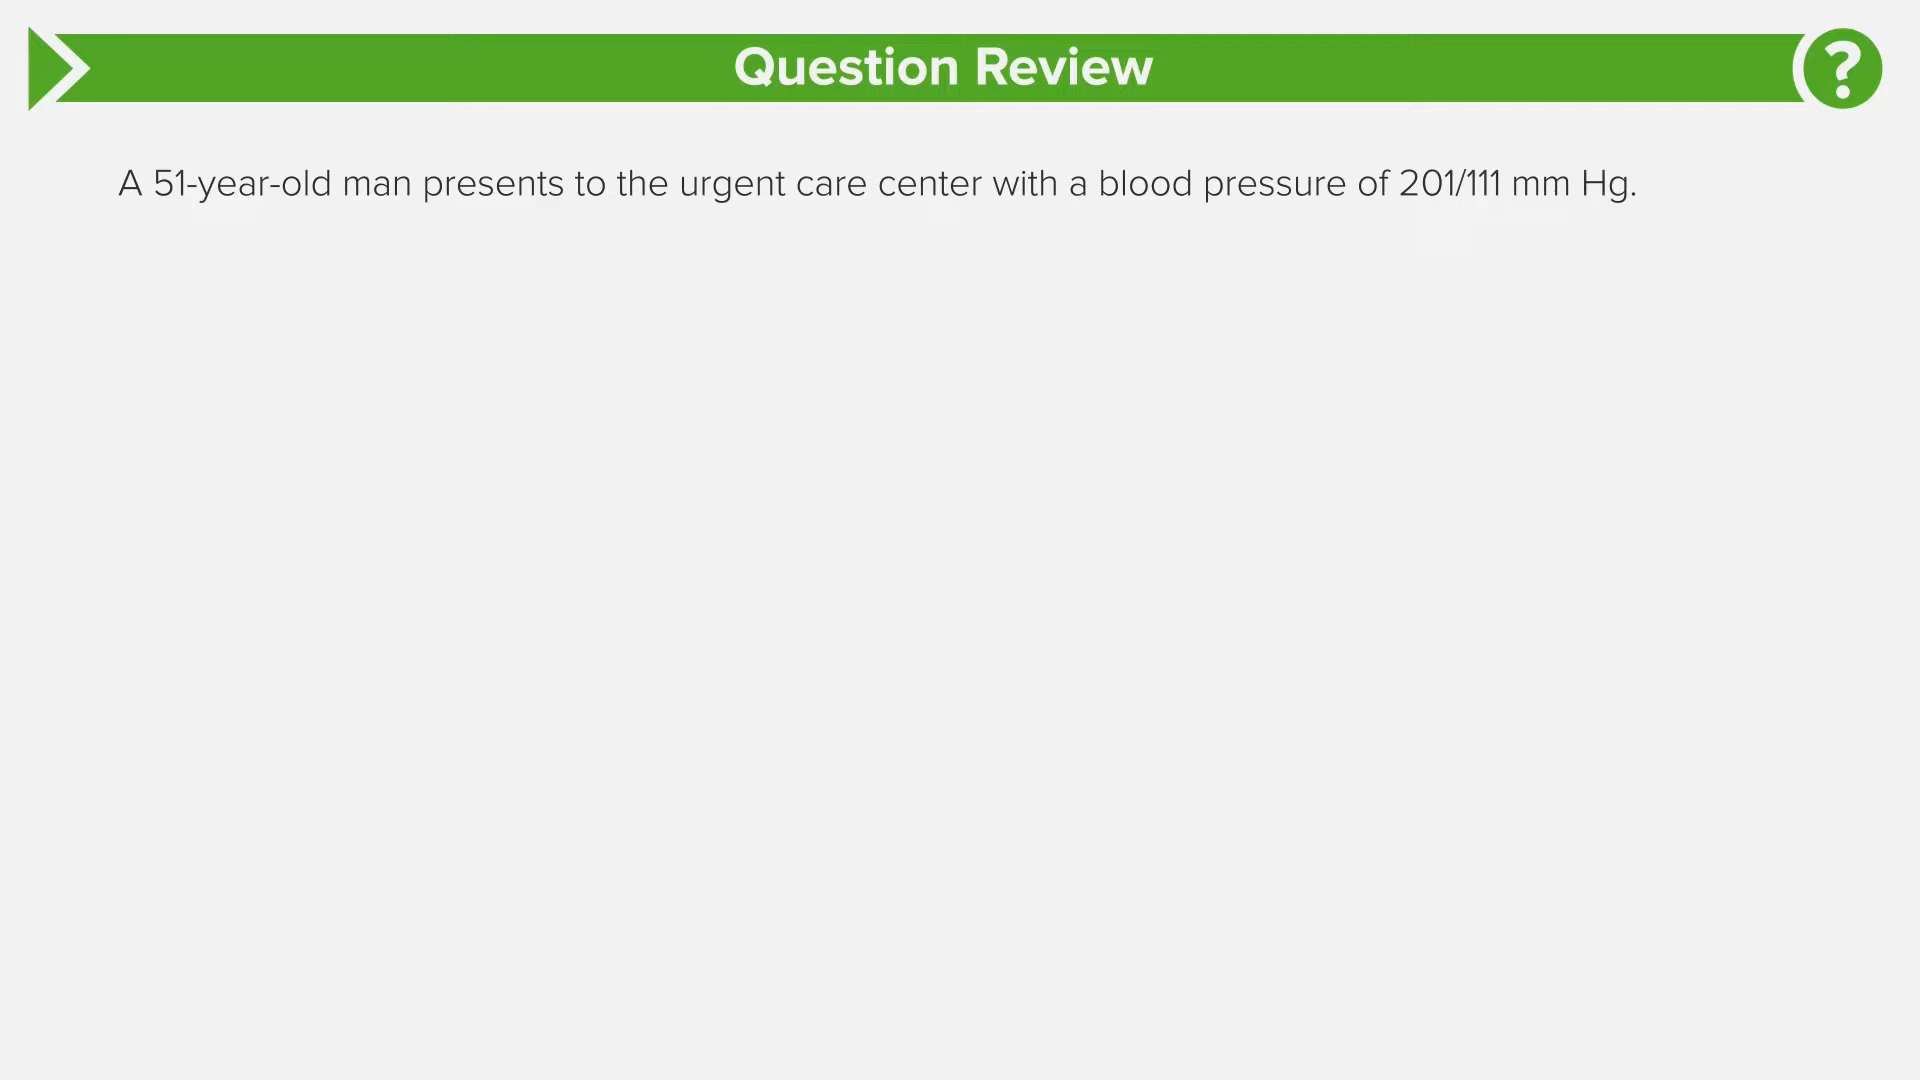 Question Review
?
A 51-year-old man presents to the urgent care center with a blood pressure of 201/111 mm Hg.